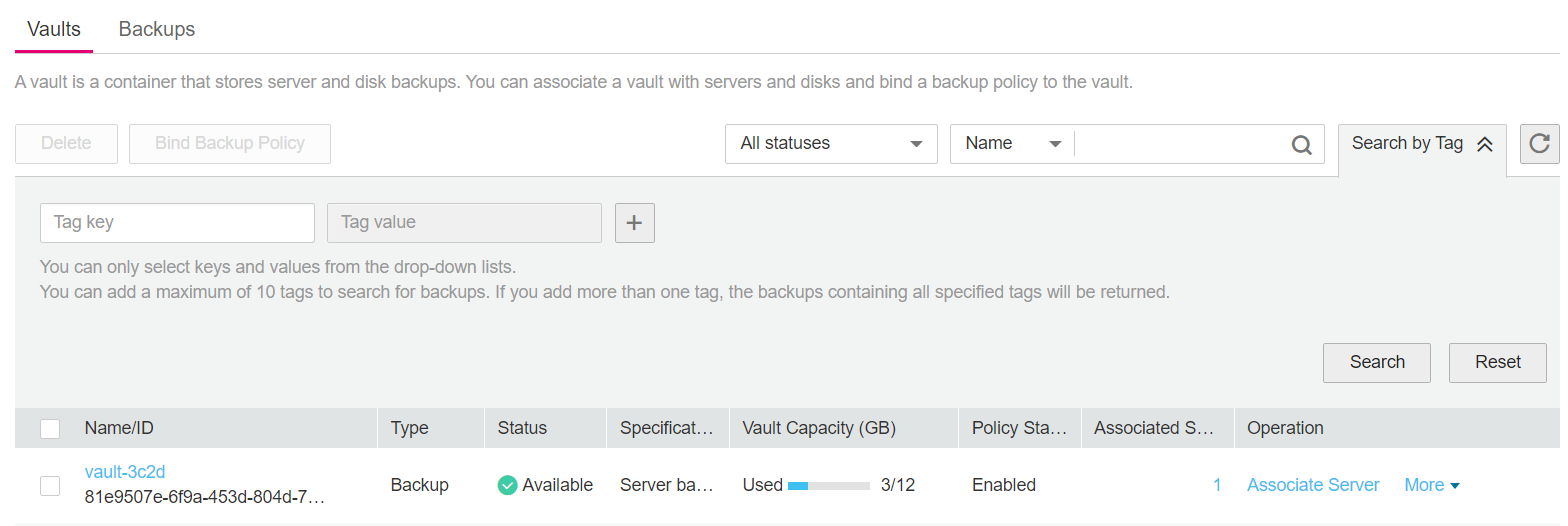 Vaults Backups
A vault is a container that stores server and disk backups. You can associate a vault with servers and disks and bind a backup policy to the vault.
Delete Bind Backup Policy All statuses Name Search by Tag
Tag key Tag value +
You can only select keys and values from the drop-down lists.
You can add a maximum of 10 tags to search for backups. If you add more than one tag, the backups containing all specified tags will be returned.
Search Reset
Name/ID Type Status Specificat... Vault Capacity (GB) Policy Sta... Associated S... Operation
vault-3c2d
81e9507e-6f9a-453d-804d-7... Backup Available Server ba... Used 3/12 Enabled 1 Associate Server More